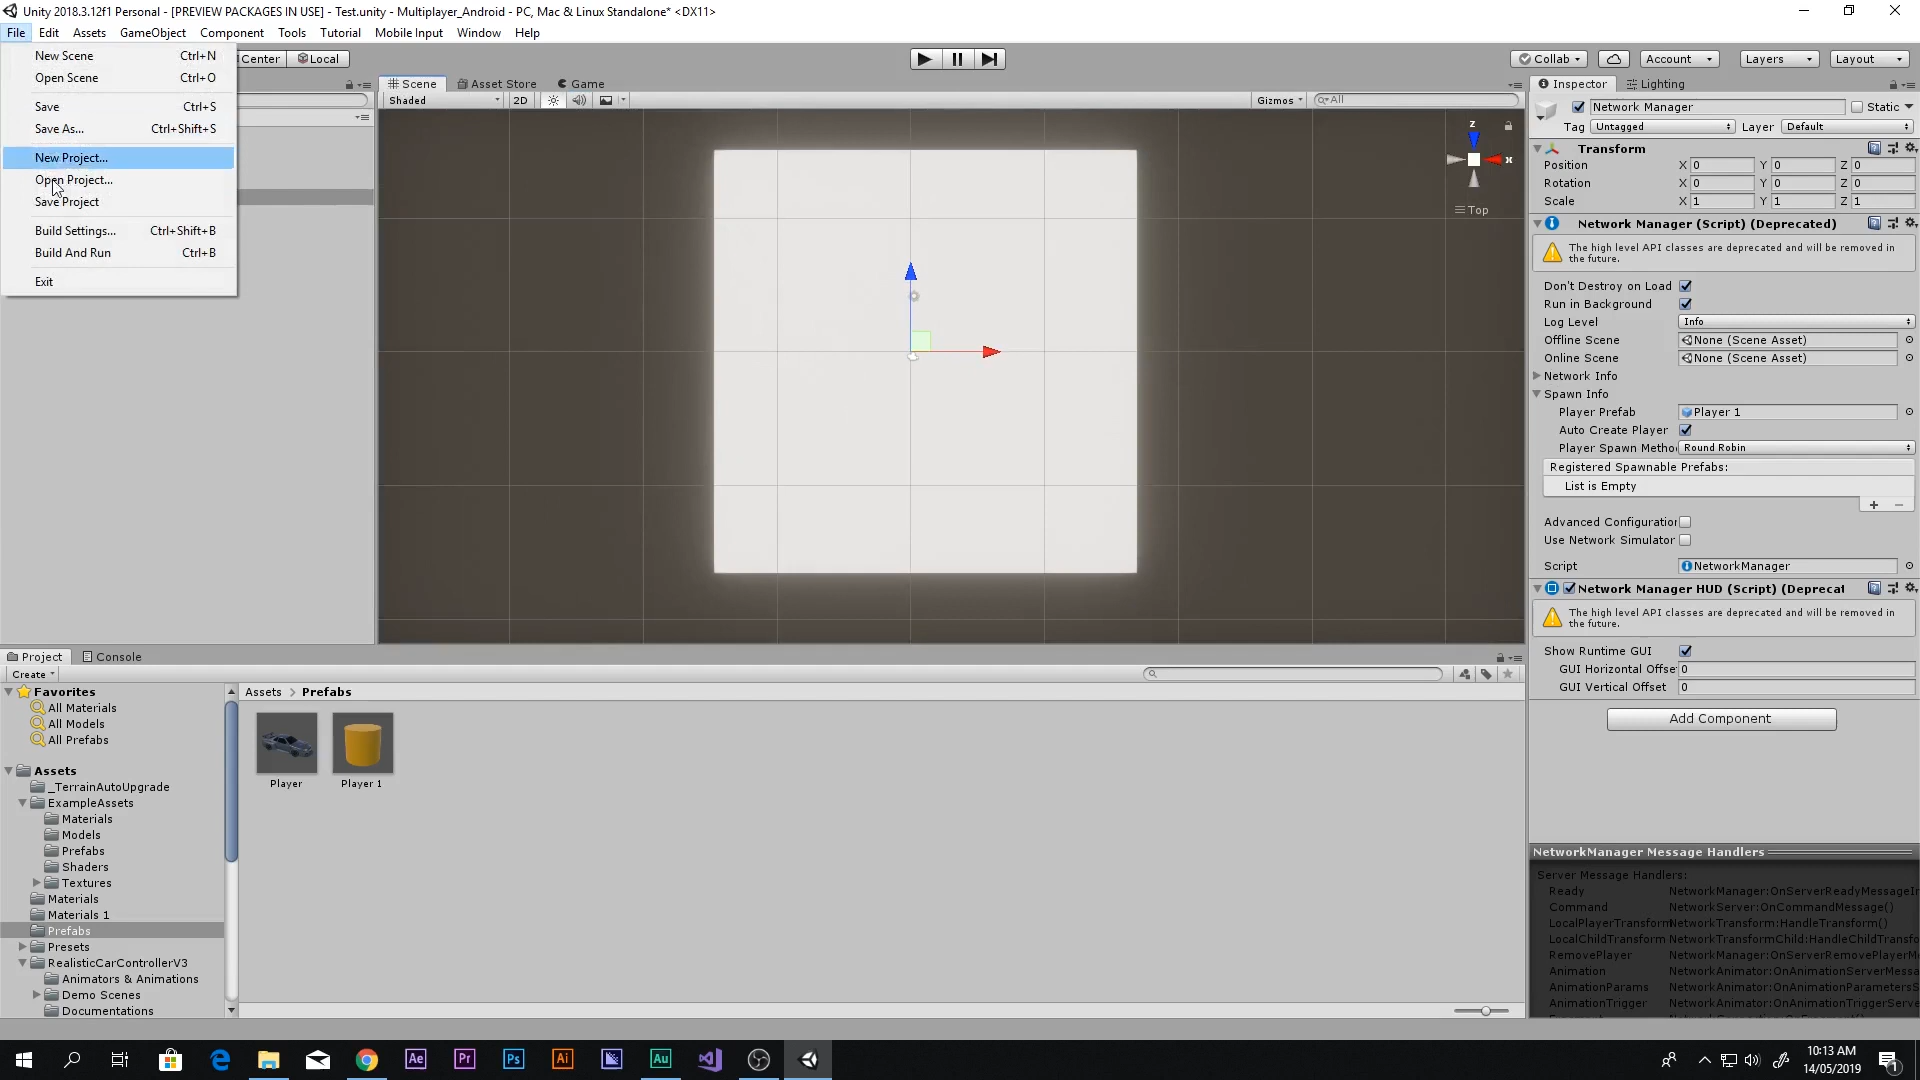 Unity 2018.3.12f1 Personal - [PREVIEW PACKAGES IN USE] - Test.unity - Multiplayer_Android - PC, Mac & Linux Standalone* <DX11>
File Edit Assets GameObject Component Tools Tutorial Mobile Input Window Help
Center Local Collab Account Layers Layout
New Scene Ctrl+N
Open Scene Ctrl+O
Save Ctrl+S
Save As... Ctrl+Shift+S
New Project...
Open Project...
Save Project
Build Settings... Ctrl+Shift+B
Build And Run Ctrl+B
Exit
Scene Asset Store Game
Shaded 2D Gizmos All
z
x
Top
Inspector Lighting
Network Manager Static
Tag Untagged Layer Default
Transform
Position X 0 Y 0 Z 0
Rotation X 0 Y 0 Z 0
Scale X 1 Y 1 Z 1
Network Manager (Script) (Deprecated)
The high level API classes are deprecated and will be removed in
the future.
Don't Destroy on Load
Run in Background
Log Level Info
Offline Scene None (Scene Asset)
Online Scene None (Scene Asset)
Network Info
Spawn Info
Player Prefab Player 1
Auto Create Player
Player Spawn Metho Round Robin
Registered Spawnable Prefabs:
List is Empty
Advanced Configuration
Use Network Simulator
Script NetworkManager
Network Manager HUD (Script) (Deprecat
The high level API classes are deprecated and will be removed in
the future.
Show Runtime GUI
GUI Horizontal Offse 0
GUI Vertical Offset 0
Add Component
NetworkManager Message Handlers
Server Message Handlers:
Ready NetworkManager:OnServerReadyMessageIn
Command NetworkServer:OnCommandMessage()
LocalPlayerTransform NetworkTransform:HandleTransform()
LocalChildTransform NetworkTransformChild:HandleChildTransfo
RemovePlayer NetworkManager:OnServerRemovePlayerMe
Animation NetworkAnimator:OnAnimationServerMessa
AnimationParams NetworkAnimator:OnAnimationParametersS
AnimationTrigger NetworkAnimator:OnAnimationTriggerServe
Project Console
Create
Favorites
All Materials
All Models
All Prefabs
Assets
_TerrainAutoUpgrade
ExampleAssets
Materials
Models
Prefabs
Shaders
Textures
Materials
Materials 1
Prefabs
Presets
RealisticCarControllerV3
Animators & Animations
Demo Scenes
Documentations
Assets > Prefabs
Player Player 1
Ae Pr Ps Ai Au
10:13 AM
14/05/2019
1